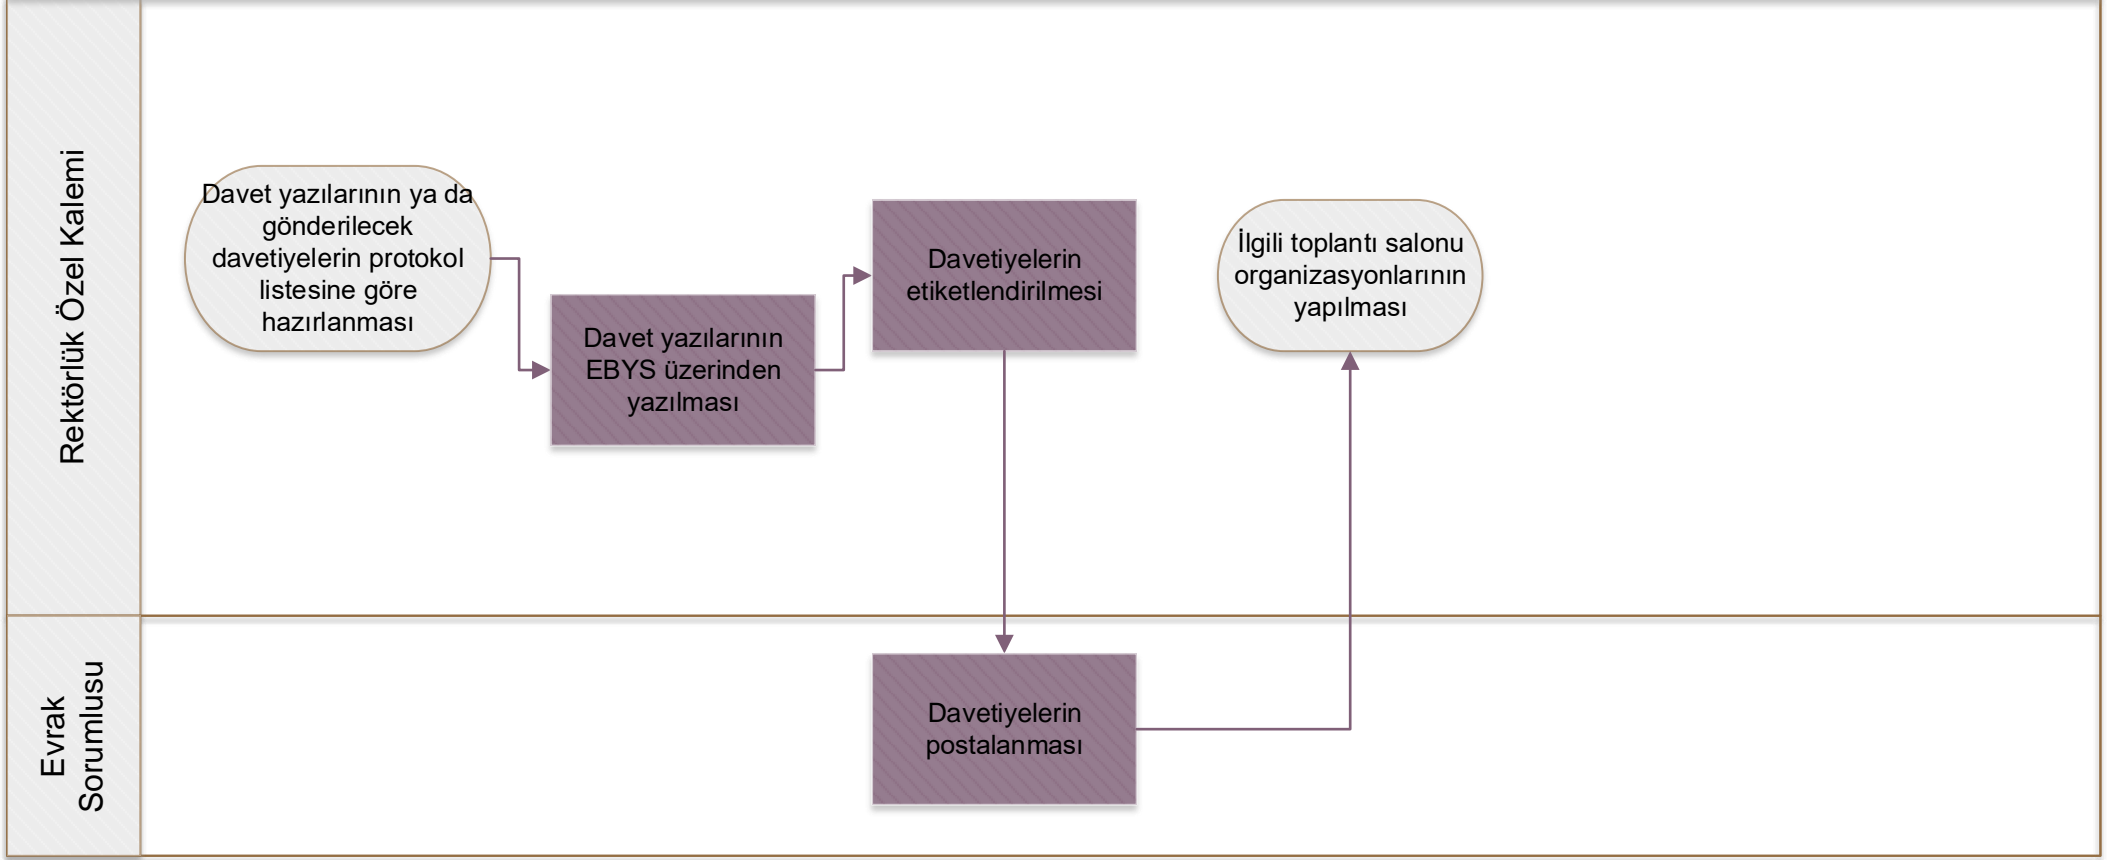 Rektörlük Özel Kalemi
Davet yazılarının ya da
gönderilecek
davetiyelerin protokol
listesine göre
hazırlanması
Davet yazılarının
EBYS üzerinden
yazılması
Davetiyelerin
etiketlendirilmesi
İlgili toplantı salonu
organizasyonlarının
yapılması
Evrak
Sorumlusu
Davetiyelerin
postalanması